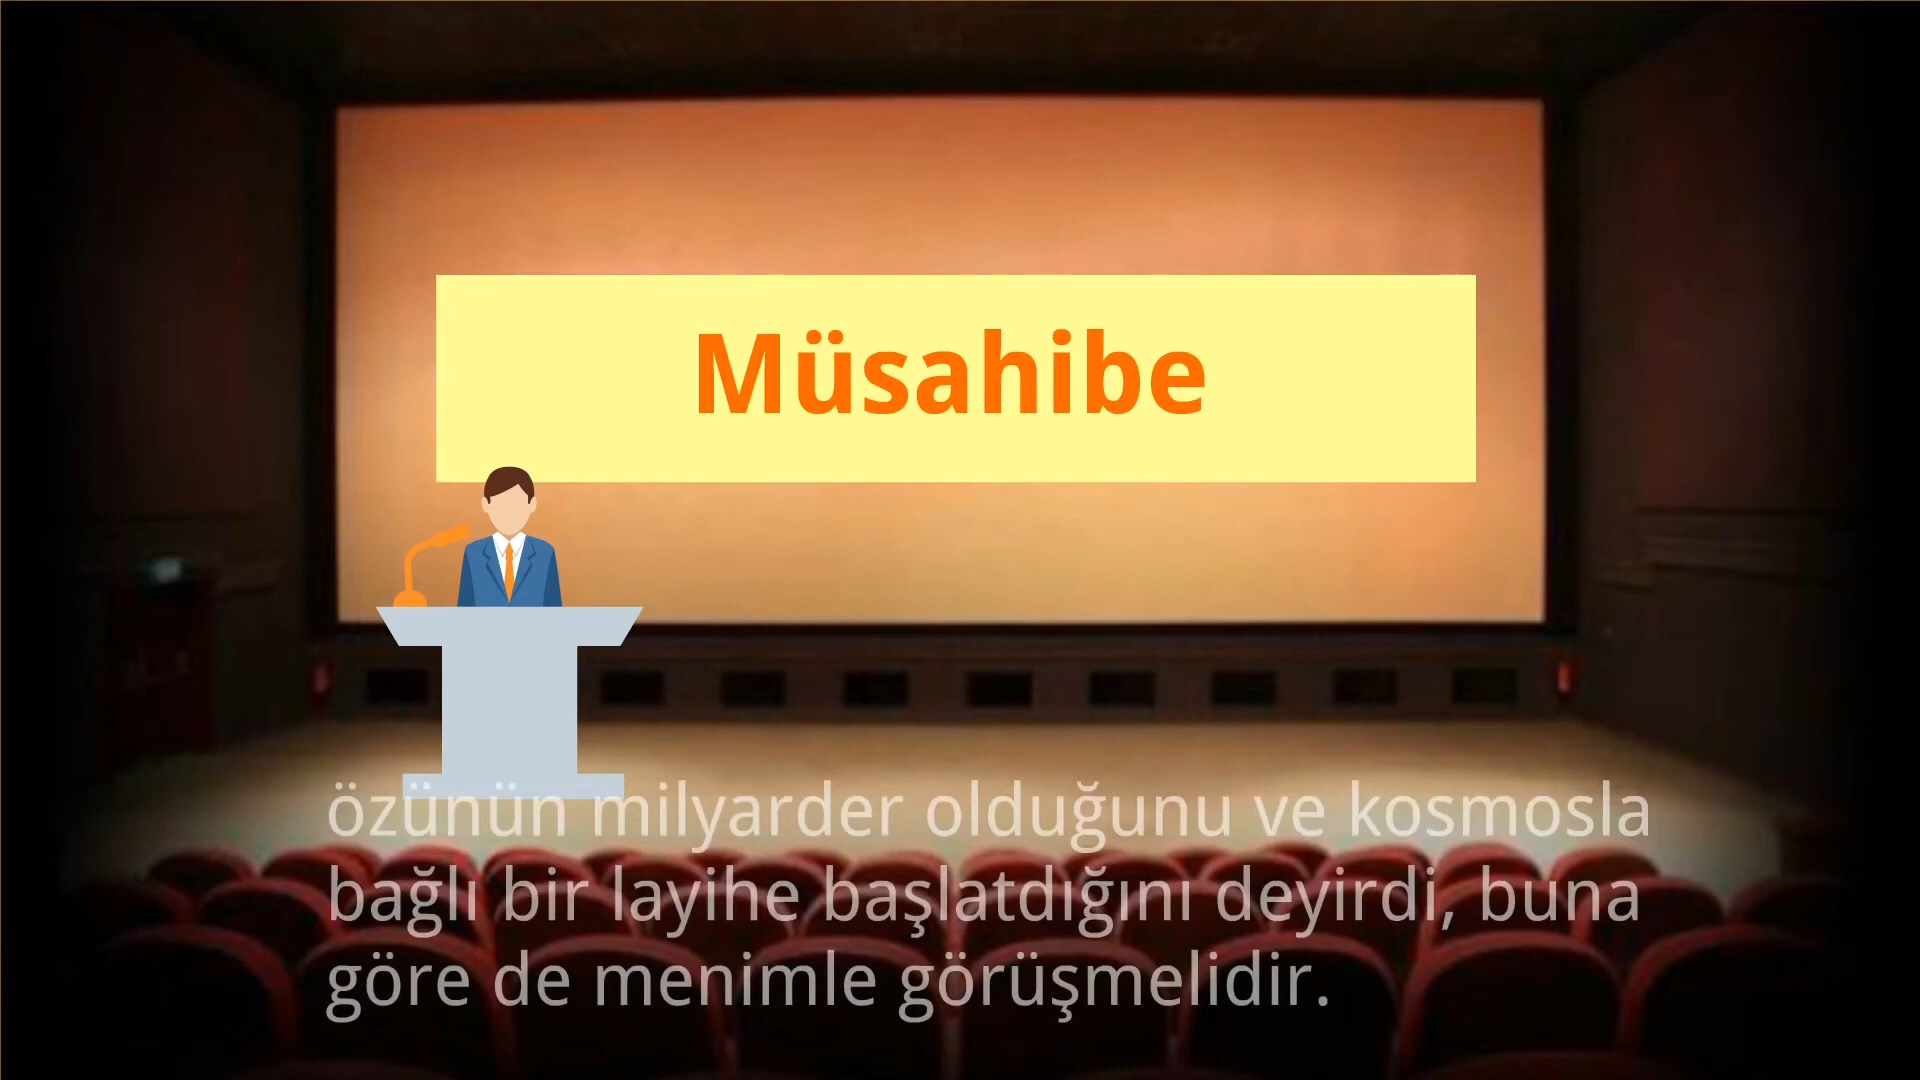 Müsahibe
özünün milyarder olduğunu ve kosmosla
bağlı bir layihe başlatdığını deyirdi, buna
göre de menimle görüşmelidir.